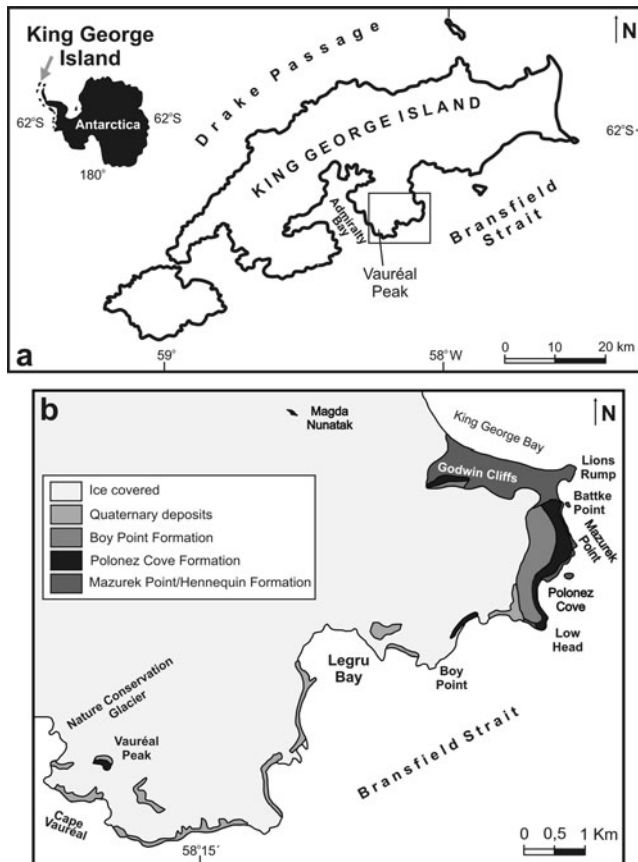 King George
Island
62°S
Antarctica
62°S
180°
Drake Passage
KING GEORGE ISLAND
Admiralty
Bay
Vauréal
Peak
Bransfield
Strait
N
62°S
a
59°
58°W
0 10 20 km
b
Magda
Nunatak
N
King George Bay
Godwin Cliffs
Lions
Rump
Battke
Point
Mazurek
Point
Polonez
Cove
Low
Head
Ice covered
Quaternary deposits
Boy Point Formation
Polonez Cove Formation
Mazurek Point/Hennequin Formation
Legru
Bay
Boy
Point
Nature Conservation
Glacier
Vauréal
Peak
Cape
Vauréal
Bransfield Strait
58°15´
0 0,5 1 Km